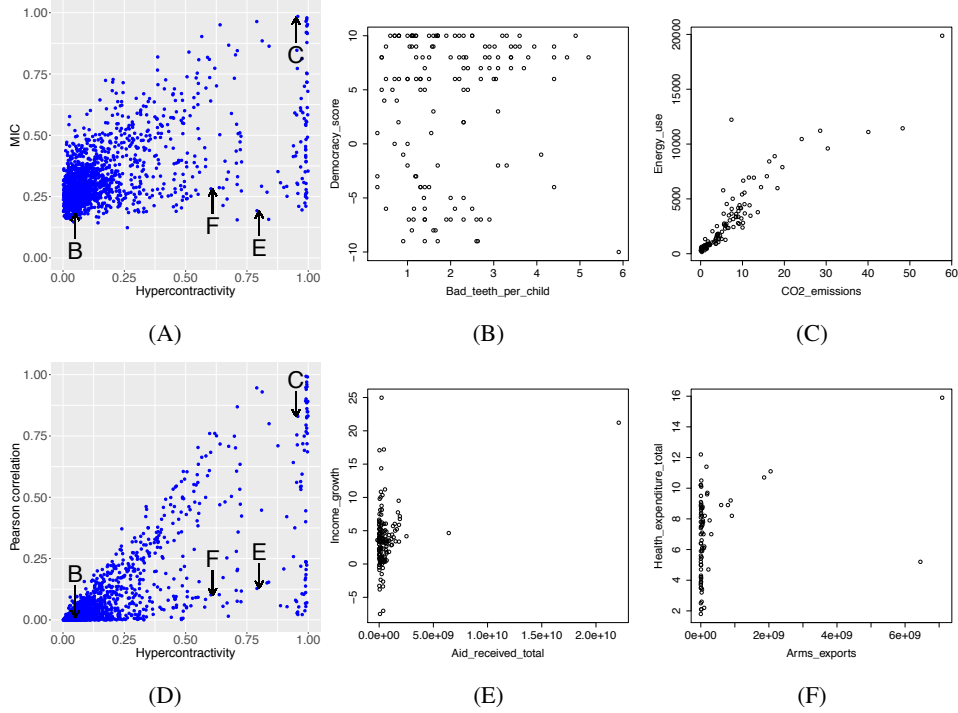 1.00
0.75
0.50
0.25
0.00
MIC
C
B
F
E
0.00 0.25 0.50 0.75 1.00
Hypercontractivity
(A)
10
5
0
-5
-10
Democracy_score
1 2 3 4 5 6
Bad_teeth_per_child
(B)
20000
15000
10000
5000
0
Energy_use
0 10 20 30 40 50 60
CO2_emissions
(C)
1.00
0.75
0.50
0.25
0.00
Pearson correlation
C
B
F
E
0.00 0.25 0.50 0.75 1.00
Hypercontractivity
(D)
25
20
15
10
5
0
-5
Income_growth
0.0e+00 5.0e+09 1.0e+10 1.5e+10 2.0e+10
Aid_received_total
(E)
16
14
12
10
8
6
4
2
Health_expenditure_total
0e+00 2e+09 4e+09 6e+09
Arms_exports
(F)